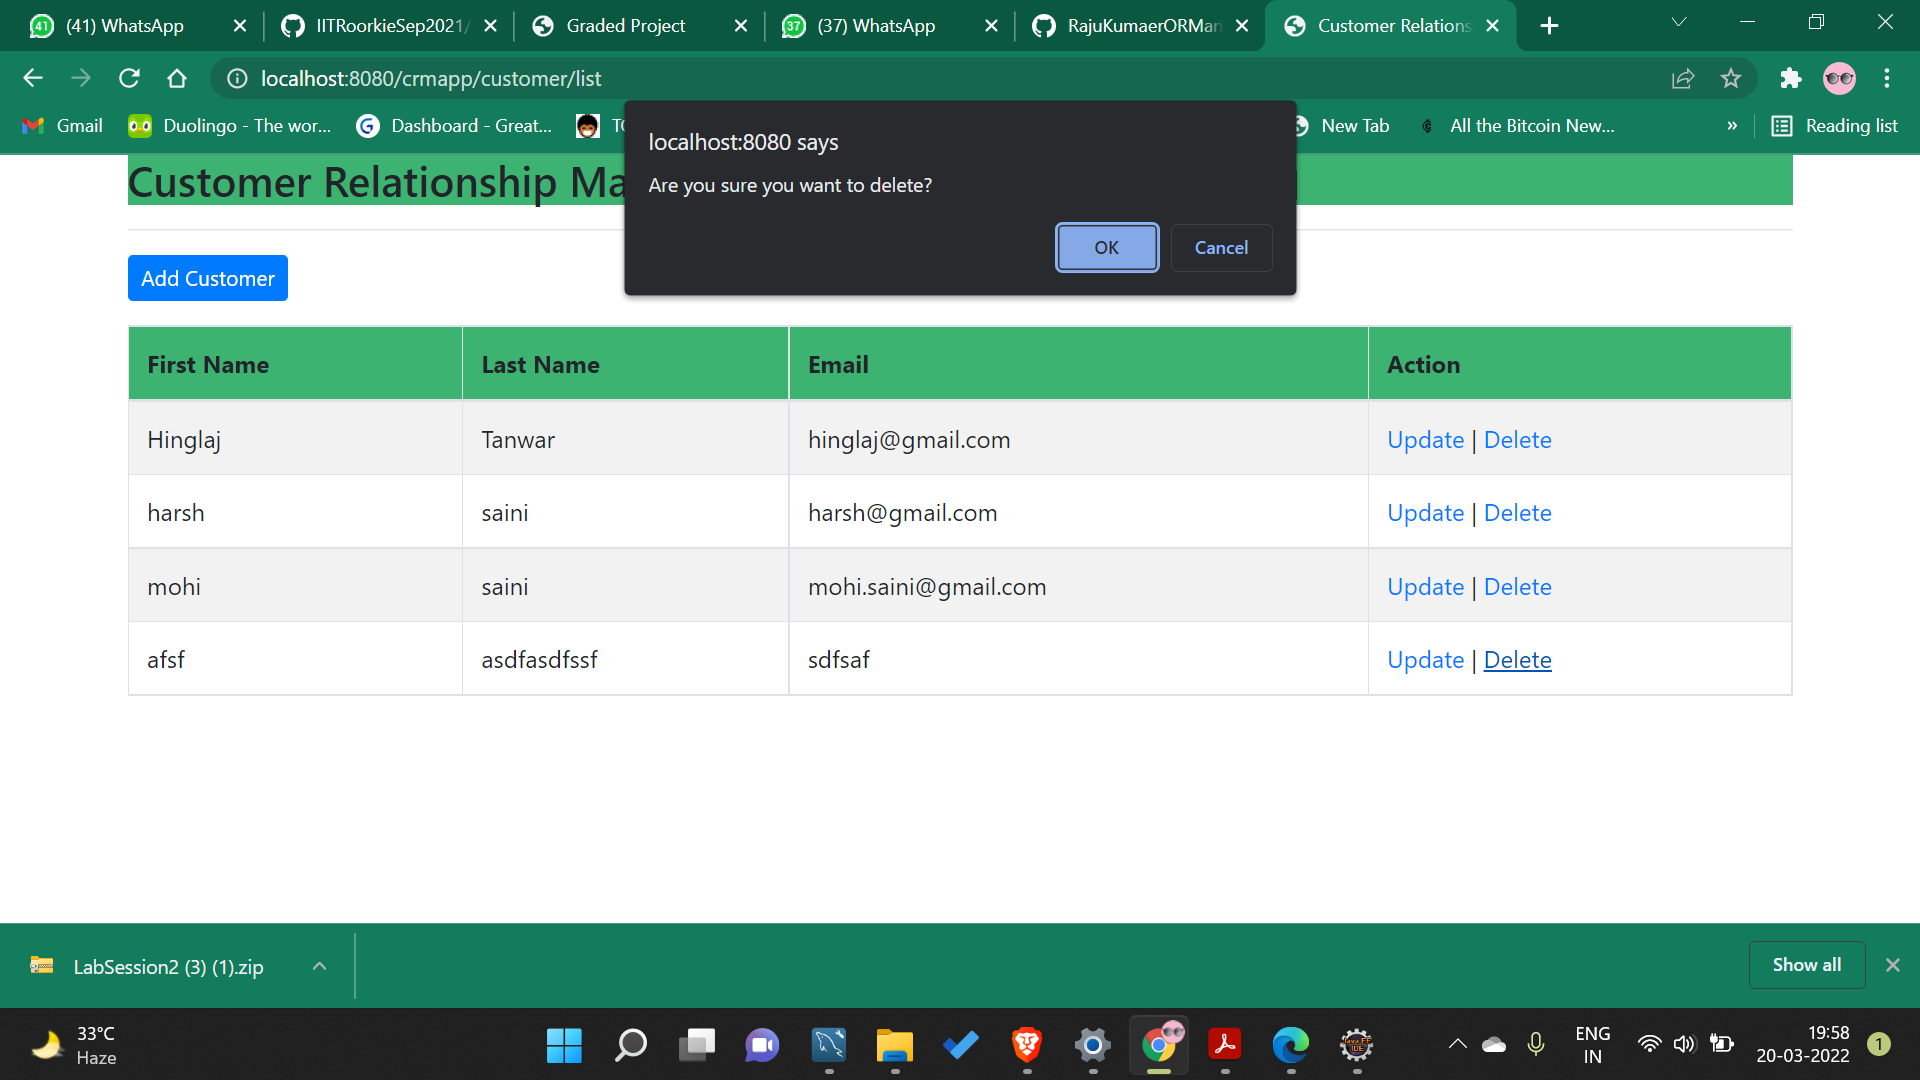 (41) WhatsApp
IITRoorkieSep2021/
Graded Project
(37) WhatsApp
RajuKumaerORMan
Customer Relations
localhost:8080/crmapp/customer/list
Gmail
Duolingo - The wor...
Dashboard - Great...
New Tab
All the Bitcoin New...
»
Reading list
localhost:8080 says
Are you sure you want to delete?
OK
Cancel
Customer Relationship Ma
Add Customer
First Name Last Name Email Action
Hinglaj Tanwar hinglaj@gmail.com Update | Delete
harsh saini harsh@gmail.com Update | Delete
mohi saini mohi.saini@gmail.com Update | Delete
afsf asdfasdfssf sdfsaf Update | Delete
LabSession2 (3) (1).zip
Show all
33°C
Haze
ENG
IN
19:58
20-03-2022
1